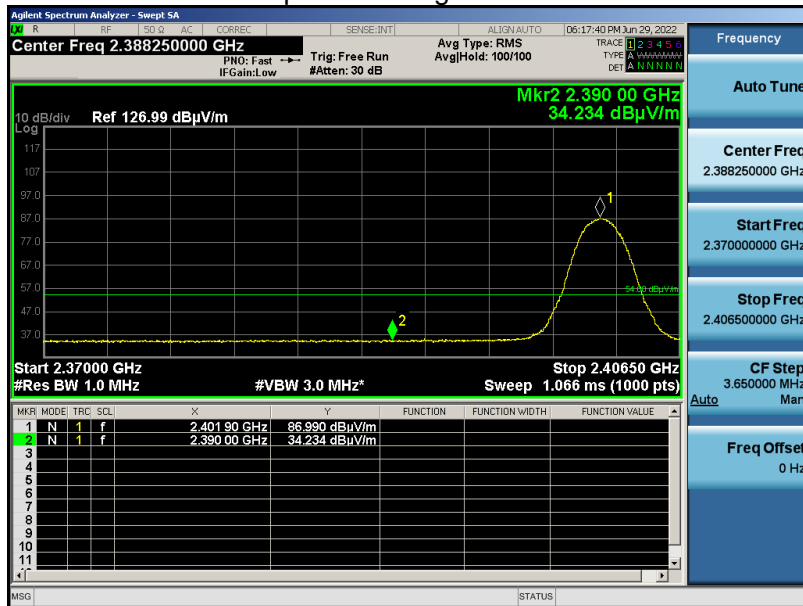 Agilent Spectrum Analyzer - Swept SA
LXI R RF 50 Ω AC CORREC SENSE:INT ALIGN AUTO 06:17:40 PM Jun 29, 2022
Center Freq 2.388250000 GHz
PNO: Fast
IFGain:Low
Trig: Free Run
#Atten: 30 dB
Avg Type: RMS
Avg|Hold: 100/100
TRACE 1 2 3 4 5 6
TYPE A WWWWW
DET A N N N N N
Mkr2 2.390 00 GHz
34.234 dBµV/m
10 dB/div Ref 126.99 dBµV/m
Log
117
107
97.0
87.0
77.0
67.0
57.0
47.0
37.0
1
2
54.00 dBµV/m
Start 2.37000 GHz Stop 2.40650 GHz
#Res BW 1.0 MHz #VBW 3.0 MHz* Sweep 1.066 ms (1000 pts)
MKR MODE TRC SCL X Y FUNCTION FUNCTION WIDTH FUNCTION VALUE
1 N 1 f 2.401 90 GHz 86.990 dBµV/m
2 N 1 f 2.390 00 GHz 34.234 dBµV/m
3
4
5
6
7
8
9
10
11
MSG STATUS
Frequency
Auto Tune
Center Freq
2.388250000 GHz
Start Freq
2.370000000 GHz
Stop Freq
2.406500000 GHz
CF Step
3.650000 MHz
Auto Man
Freq Offset
0 Hz